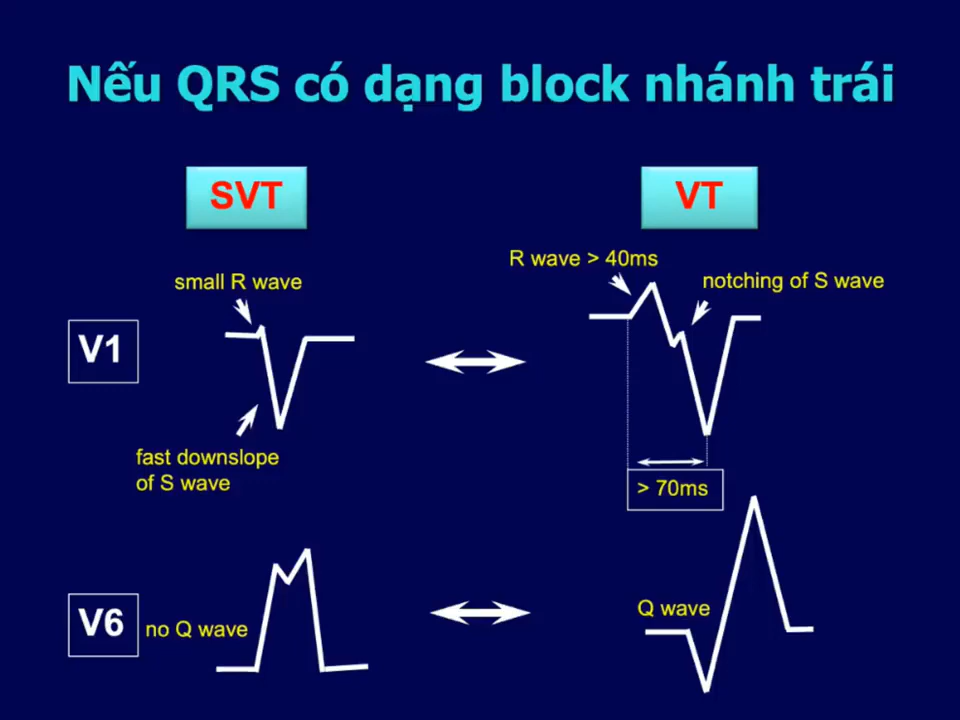 Nếu QRS có dạng block nhánh trái
SVT
VT
R wave > 40ms
small R wave
notching of S wave
V1
fast downslope
of S wave
> 70ms
V6
no Q wave
Q wave